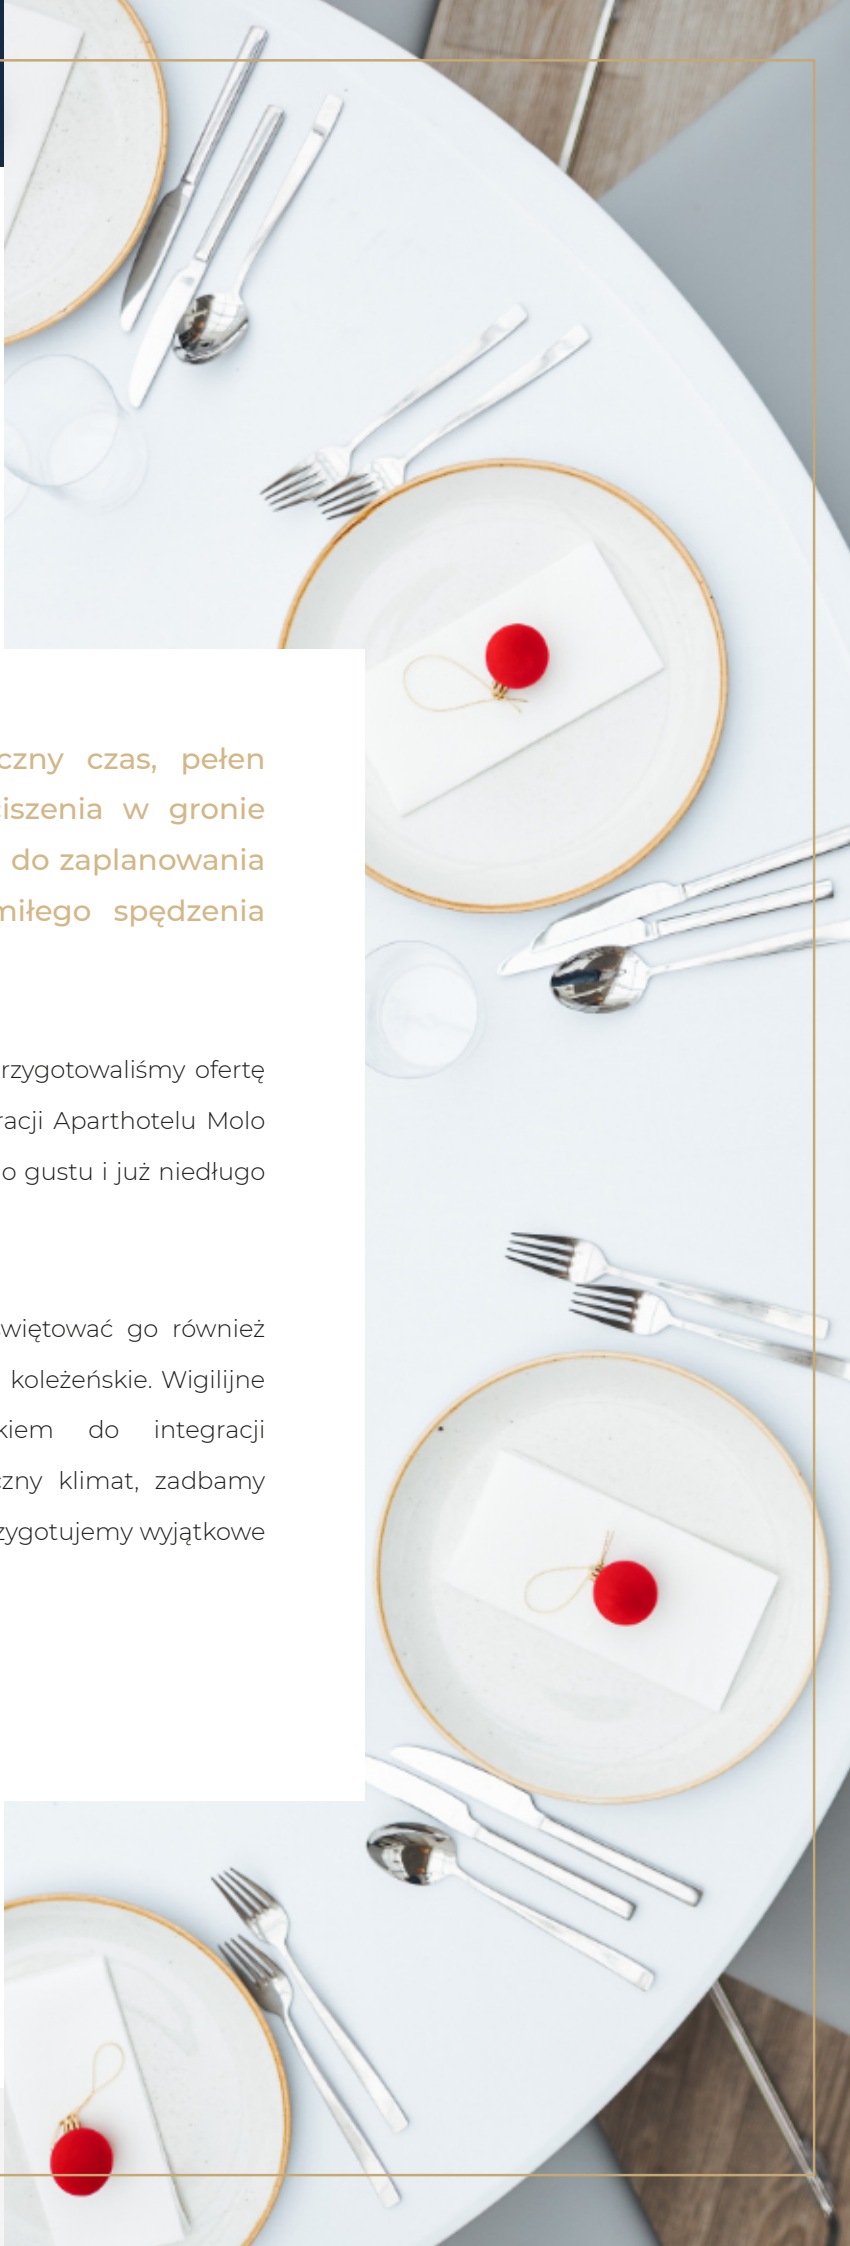 czny czas, pełen
iszenia w gronie
do zaplanowania
miłego spędzenia
rzygotowaliśmy ofertę
racji Aparthotelu Molo
o gustu i już niedługo
więtować go również
koleżeńskie. Wigilijne
kiem do integracji
czny klimat, zadbamy
zygotujemy wyjątkowe